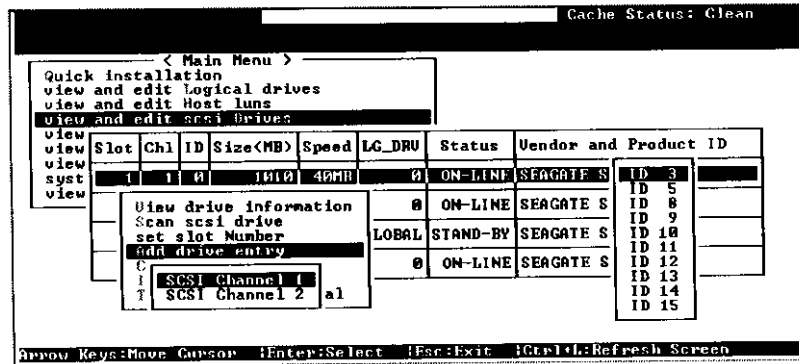 Cache Status: Clean
< Main Menu >
Quick installation
view and edit Logical drives
view and edit Host luns
view and edit scsi Drives
view
view
view
syst
view
Slot Chl ID Size(MB) Speed LG_DRV Status Vendor and Product ID
1 1 0 1010 40MB 0 ON-LINE SEAGATE S
0 ON-LINE SEAGATE S
LOBAL STAND-BY SEAGATE S
0 ON-LINE SEAGATE S
View drive information
Scan scsi drive
set slot Number
Add drive entry
C
I
T
al
SCSI Channel 1
SCSI Channel 2
ID 3
ID 5
ID 8
ID 9
ID 10
ID 11
ID 12
ID 13
ID 14
ID 15
Arrow Keys:Move Cursor |Enter:Select |Esc:Exit |Ctrl+L:Refresh Screen